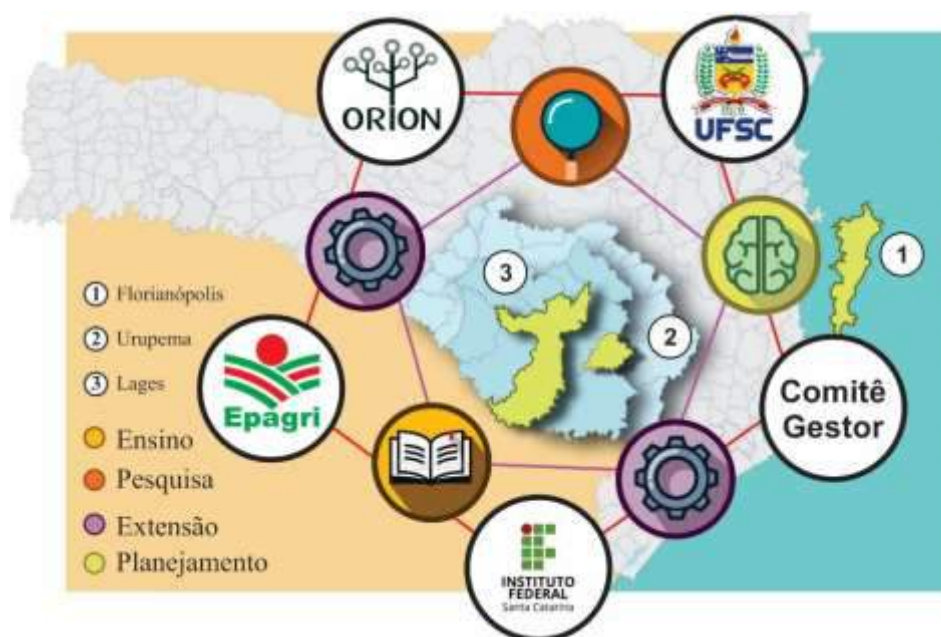 ORION
UFSC
1
3
1 Florianópolis
2
2 Urupema
3 Lages
Epagri
Comitê
Gestor
Ensino
Pesquisa
Extensão
Planejamento
INSTITUTO
FEDERAL
Santa Catarina